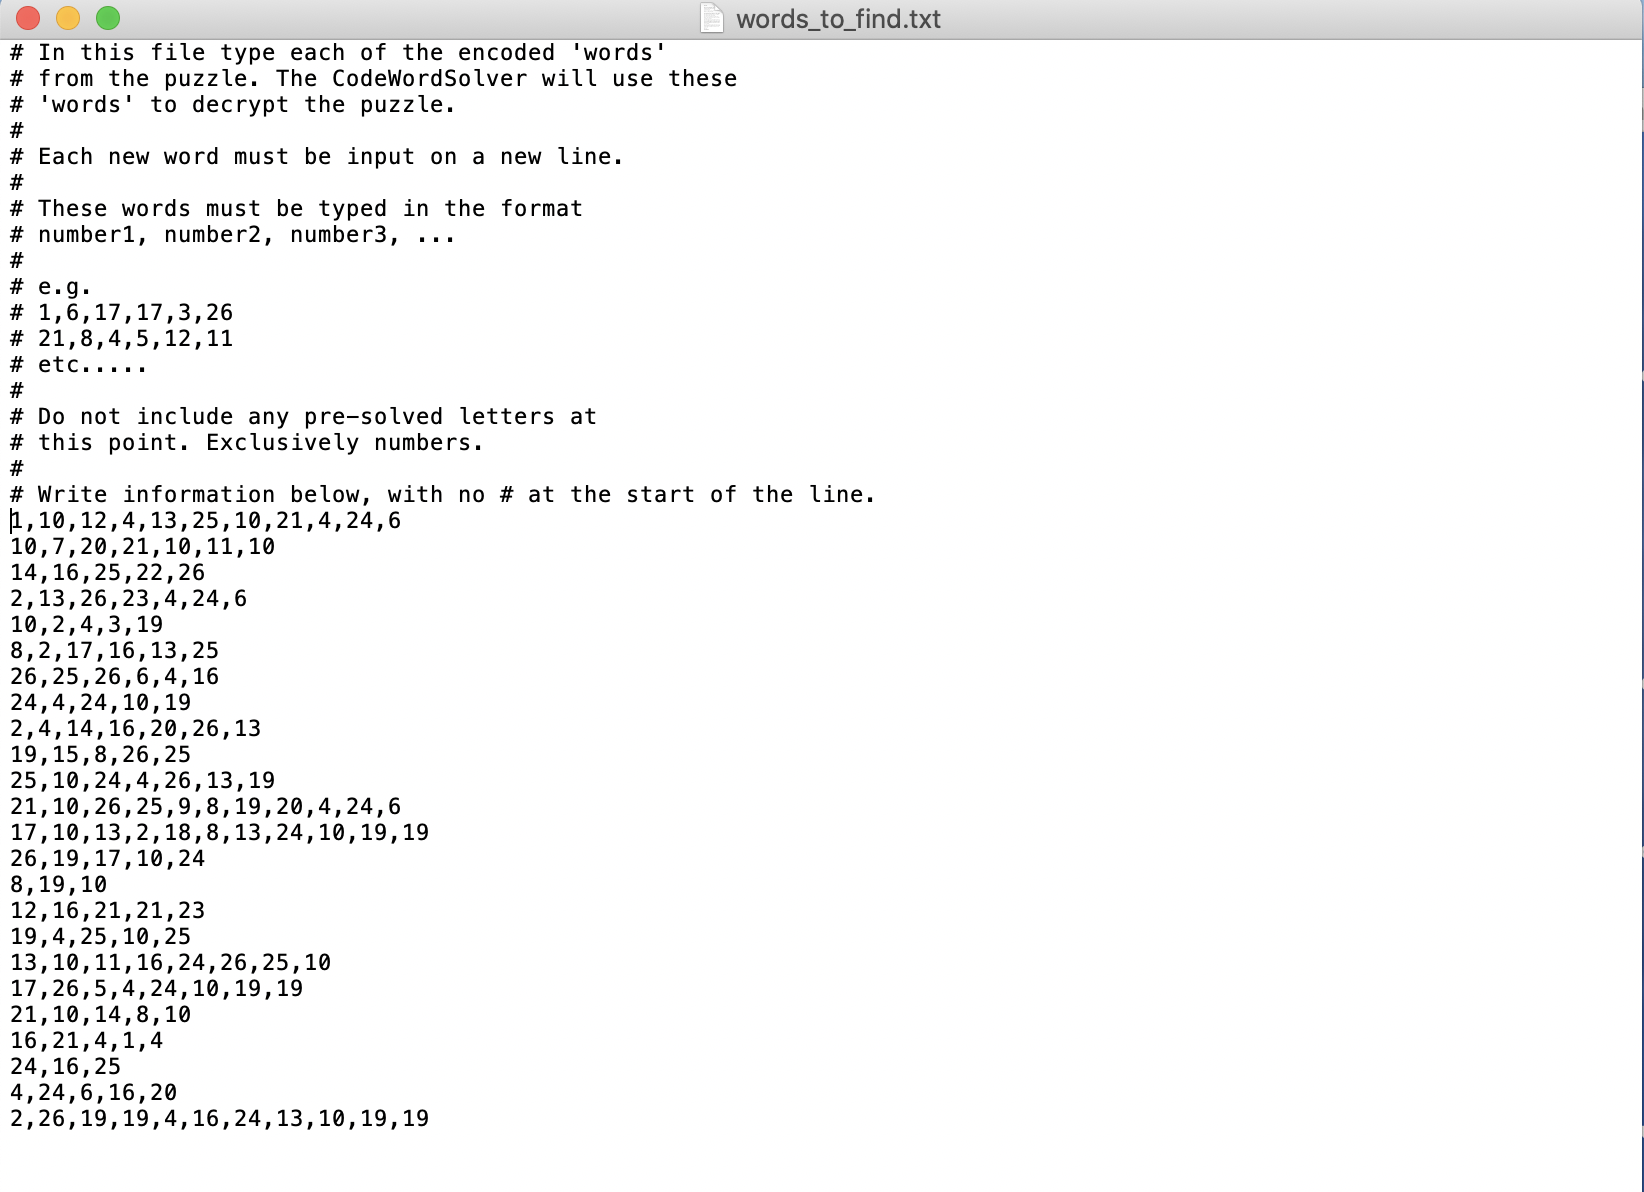 words_to_find.txt
# In this file type each of the encoded 'words'
# from the puzzle. The CodeWordSolver will use these
# 'words' to decrypt the puzzle.
#
# Each new word must be input on a new line.
#
# These words must be typed in the format
# number1, number2, number3, ...
#
# e.g.
# 1,6,17,17,3,26
# 21,8,4,5,12,11
# etc.....
#
# Do not include any pre-solved letters at
# this point. Exclusively numbers.
#
# Write information below, with no # at the start of the line.
1,10,12,4,13,25,10,21,4,24,6
10,7,20,21,10,11,10
14,16,25,22,26
2,13,26,23,4,24,6
10,2,4,3,19
8,2,17,16,13,25
26,25,26,6,4,16
24,4,24,10,19
2,4,14,16,20,26,13
19,15,8,26,25
25,10,24,4,26,13,19
21,10,26,25,9,8,19,20,4,24,6
17,10,13,2,18,8,13,24,10,19,19
26,19,17,10,24
8,19,10
12,16,21,21,23
19,4,25,10,25
13,10,11,16,24,26,25,10
17,26,5,4,24,10,19,19
21,10,14,8,10
16,21,4,1,4
24,16,25
4,24,6,16,20
2,26,19,19,4,16,24,13,10,19,19